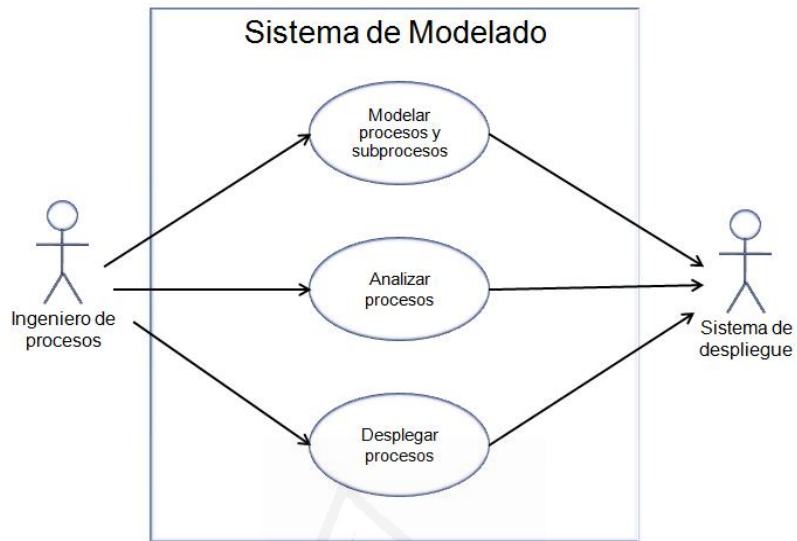 Sistema de Modelado
Modelar
procesos y
subprocesos
Ingeniero de
procesos
Analizar
procesos
Sistema de
despliegue
Desplegar
procesos